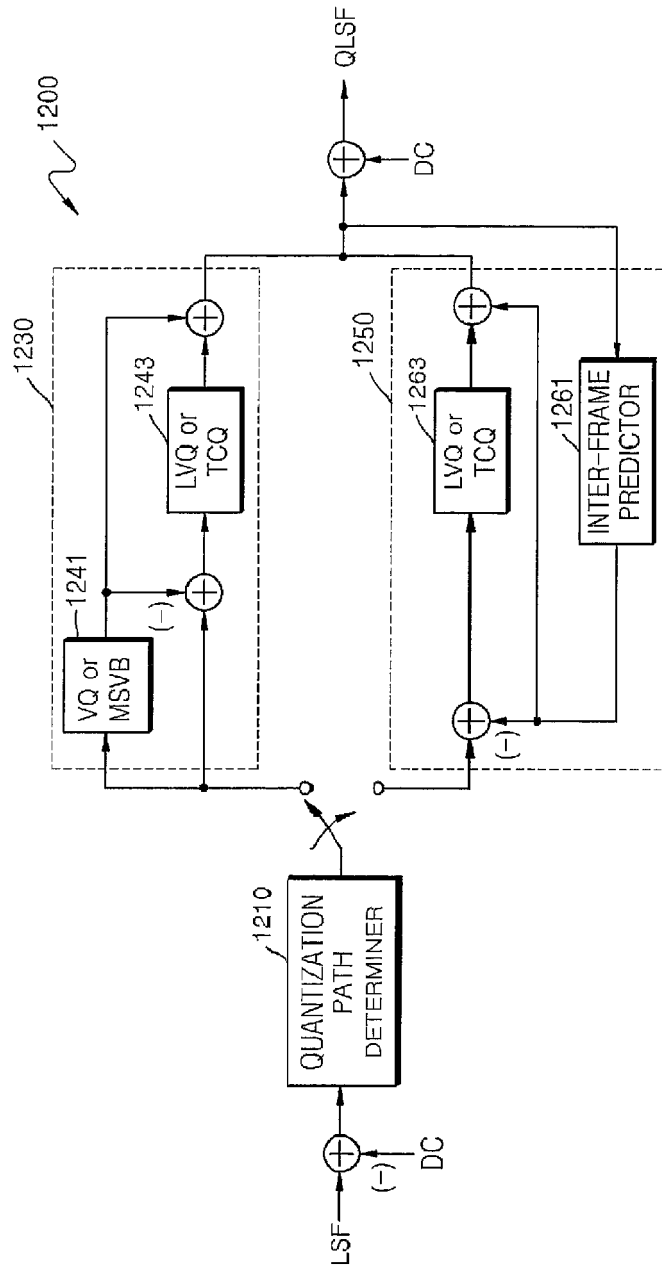 1200
LSF
(-)
DC
1210
QUANTIZATION
PATH
DETERMINER
1230
1241
VQ or
MSVB
(-)
1243
LVQ or
TCQ
1250
(-)
1263
LVQ or
TCQ
1261
INTER-FRAME
PREDICTOR
DC
QLSF